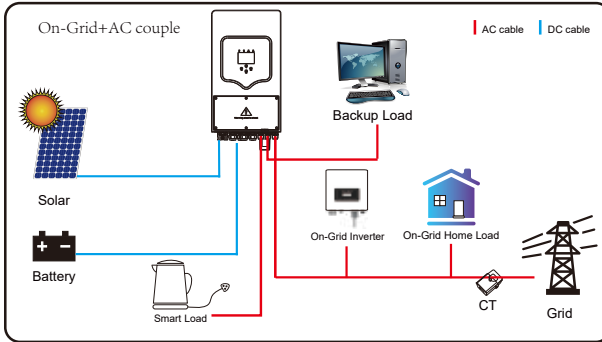 On-Grid+AC couple
AC cable
DC cable
Backup Load
Solar
On-Grid Inverter
On-Grid Home Load
Battery
Smart Load
CT
Grid